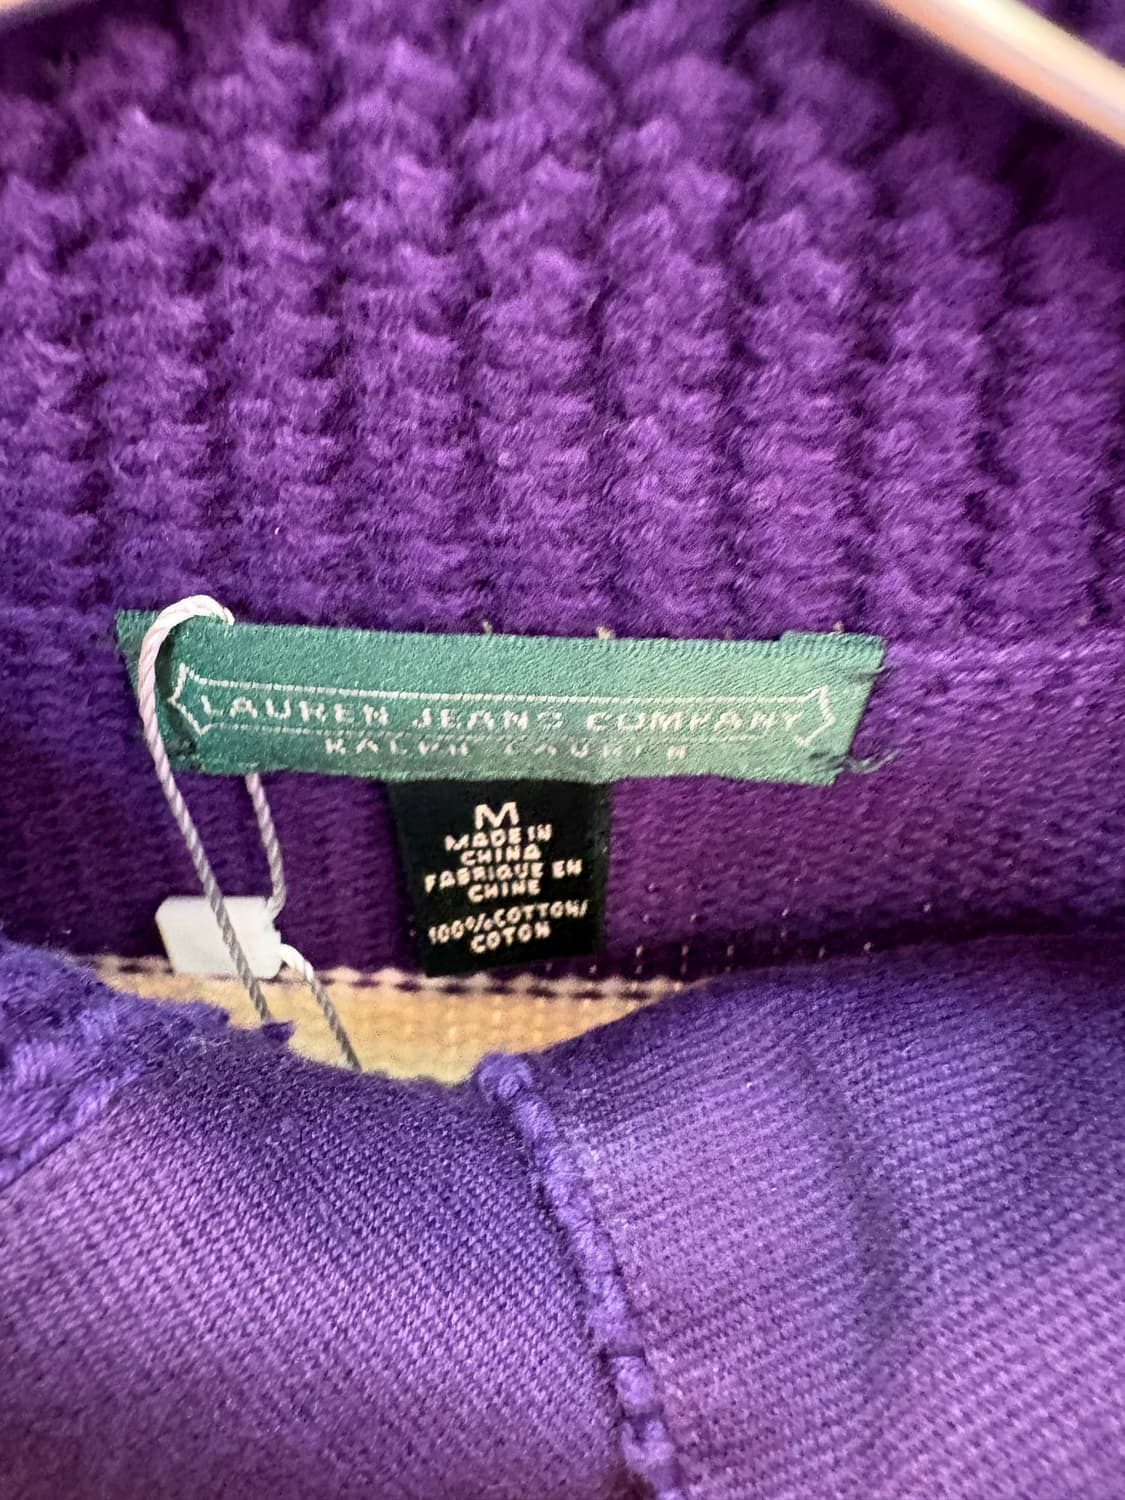 LAUREN JEANS COMPANY
RALPH LAUREN
M
MADE IN
CHINA
FABRIQUE EN
CHINE
100%COTTON/
COTON